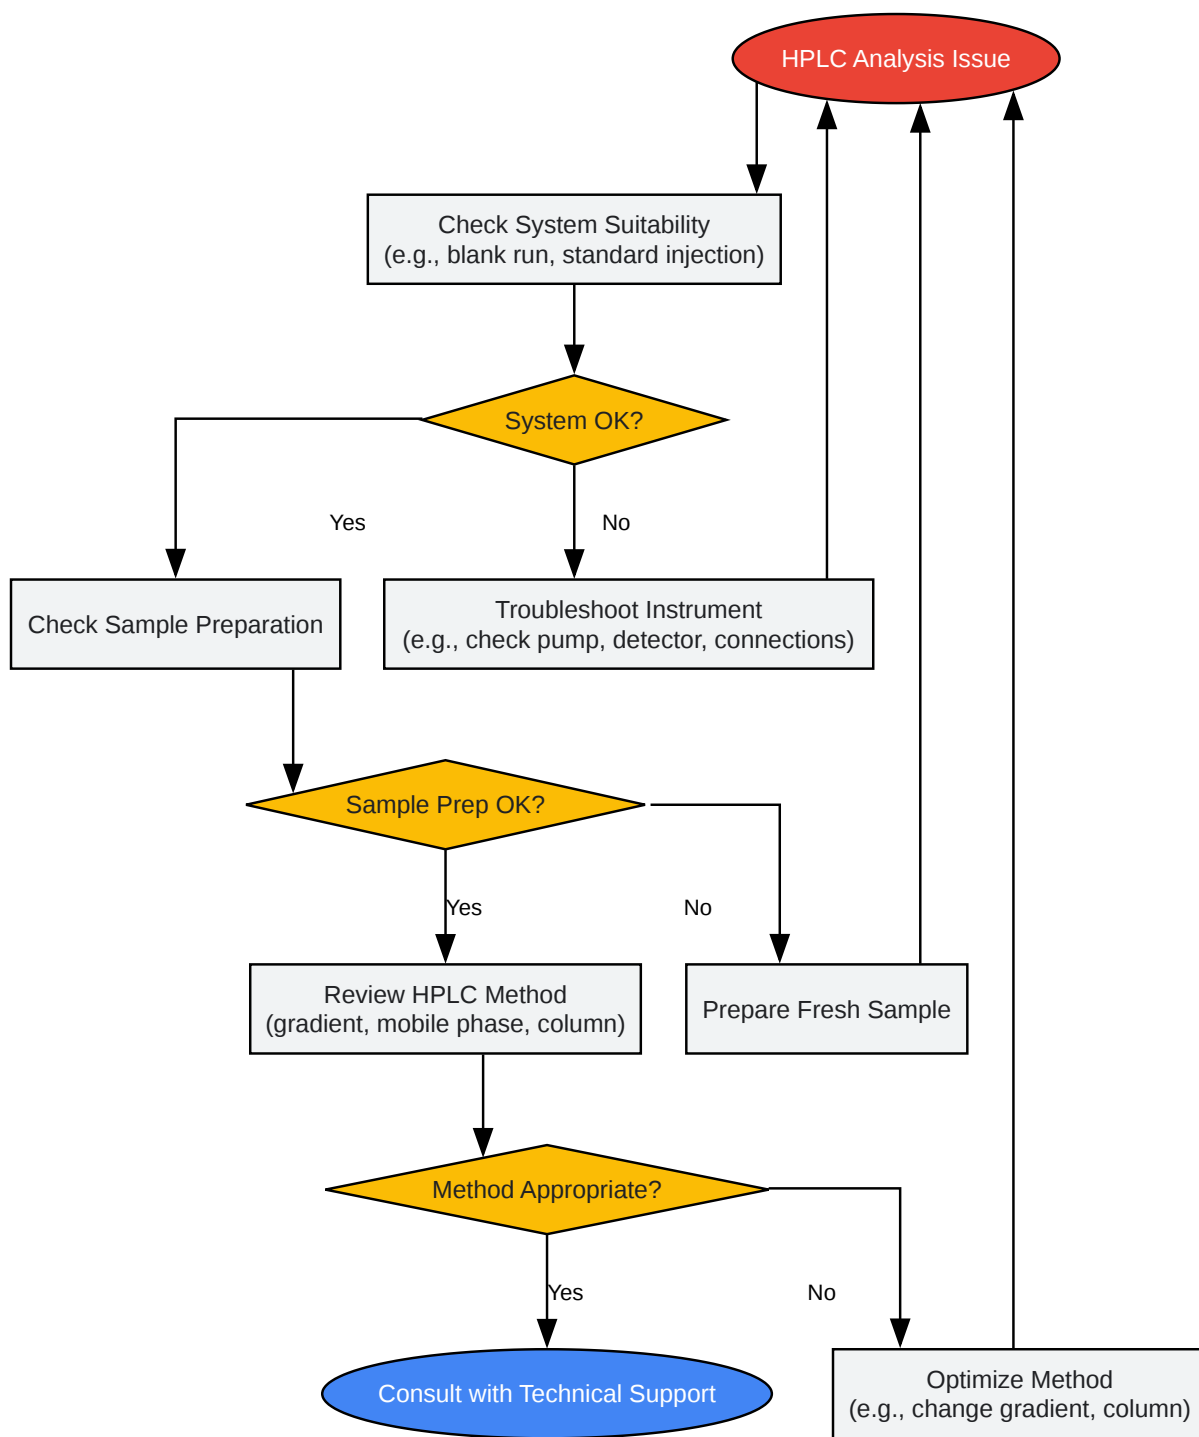 HPLC Analysis Issue
Check System Suitability
(e.g., blank run, standard injection)
System OK?
Yes
No
Check Sample Preparation
Troubleshoot Instrument
(e.g., check pump, detector, connections)
Sample Prep OK?
Yes
No
Review HPLC Method
(gradient, mobile phase, column)
Prepare Fresh Sample
Method Appropriate?
Yes
No
Consult with Technical Support
Optimize Method
(e.g., change gradient, column)